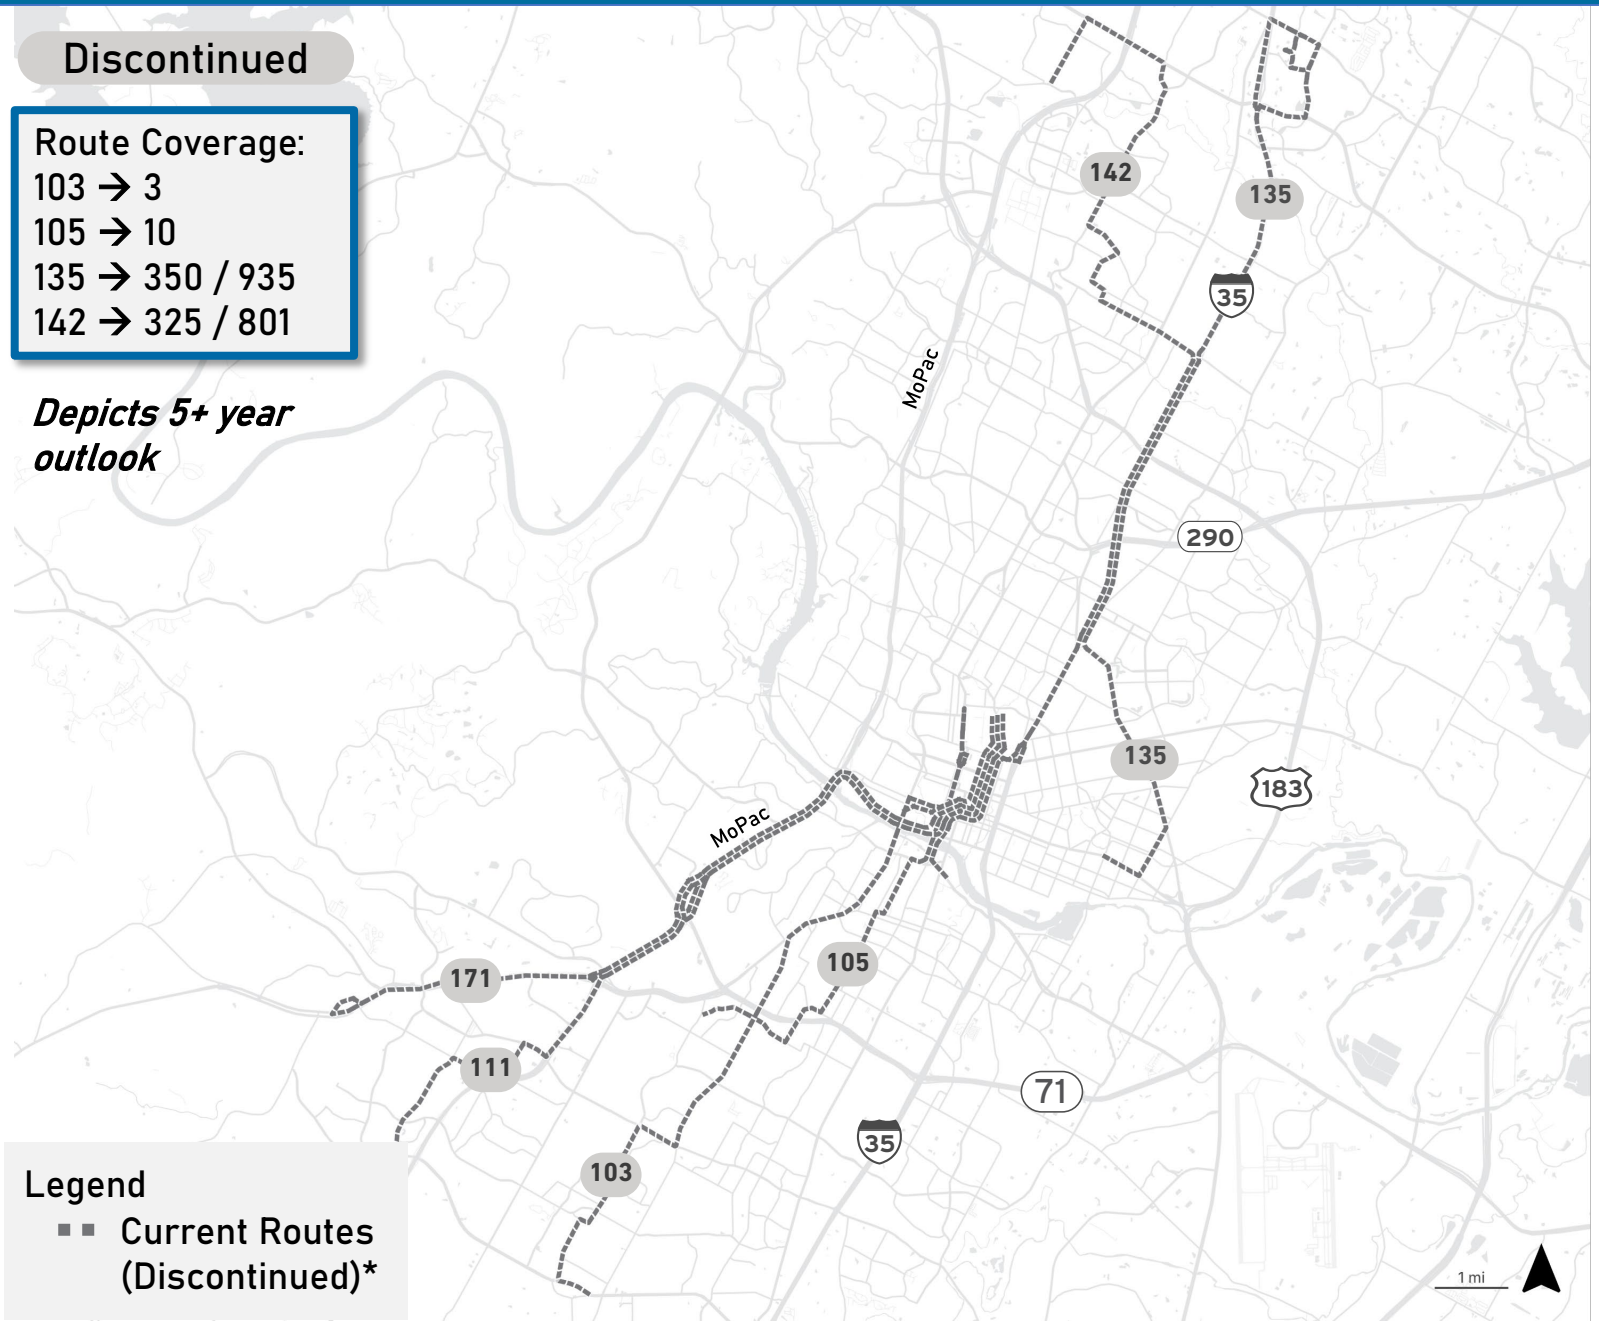 Discontinued
Route Coverage:
103 → 3
105 → 10
135 → 350 / 935
142 → 325 / 801
Depicts 5+ year
outlook
142
135
35
MoPac
290
135
183
MoPac
105
171
111
71
35
103
Legend
Current Routes
(Discontinued)*
1 mi